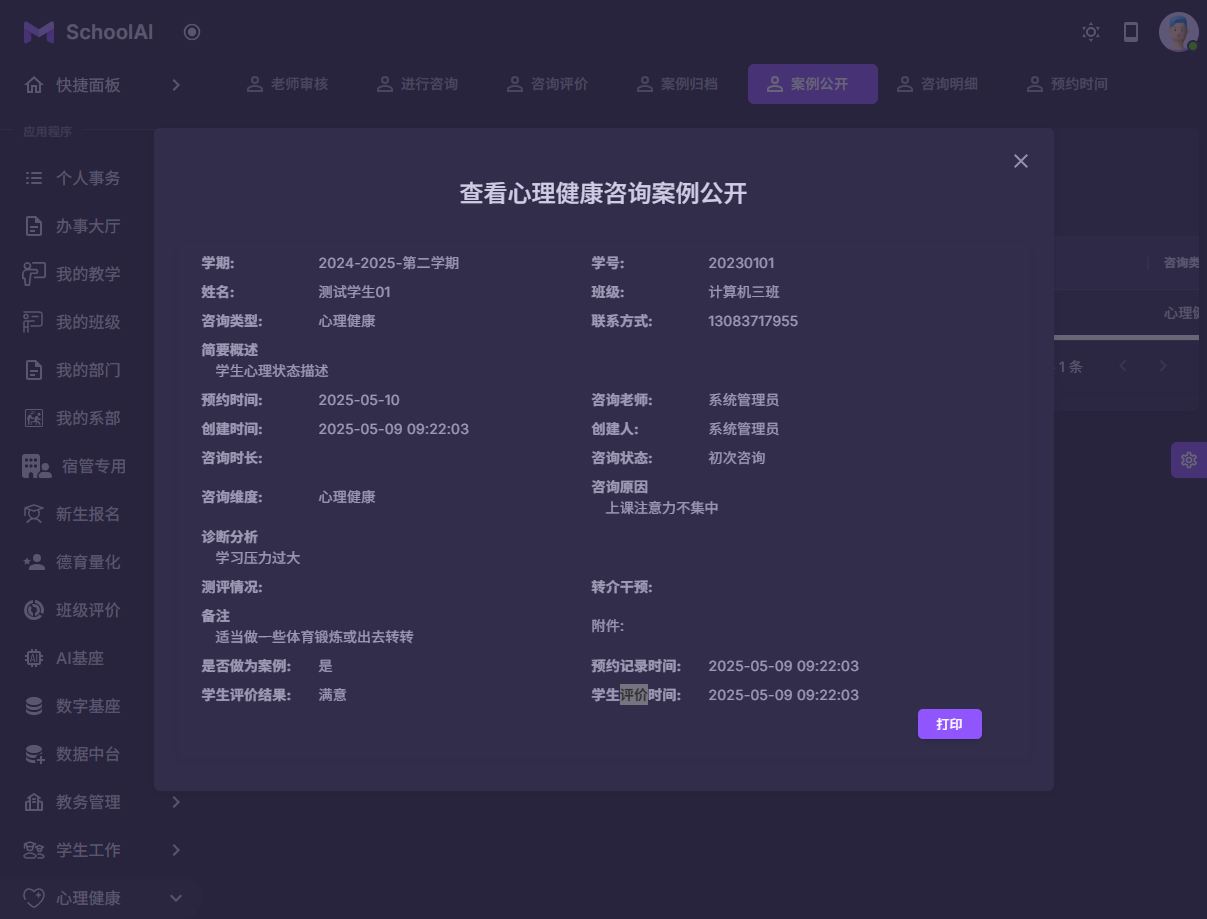 SchoolAI
快捷面板
老师审核 进行咨询 咨询评价 案例归档 案例公开 咨询明细 预约时间
应用程序
个人事务
办事大厅
我的教学
我的班级
我的部门
我的系部
宿管专用
新生报名
德育量化
班级评价
AI基座
数字基座
数据中台
教务管理
学生工作
心理健康
查看心理健康咨询案例公开
学期: 2024-2025-第二学期 学号: 20230101
姓名: 测试学生01 班级: 计算机三班
咨询类型: 心理健康 联系方式: 13083717955
简要概述
学生心理状态描述
预约时间: 2025-05-10 咨询老师: 系统管理员
创建时间: 2025-05-09 09:22:03 创建人: 系统管理员
咨询时长: 咨询状态: 初次咨询
咨询维度: 心理健康
咨询原因
上课注意力不集中
诊断分析
学习压力过大
测评情况: 转介干预:
备注
适当做一些体育锻炼或出去转转
附件:
是否做为案例: 是 预约记录时间: 2025-05-09 09:22:03
学生评价结果: 满意 学生评价时间: 2025-05-09 09:22:03
打印
咨询类
心理健
1 条